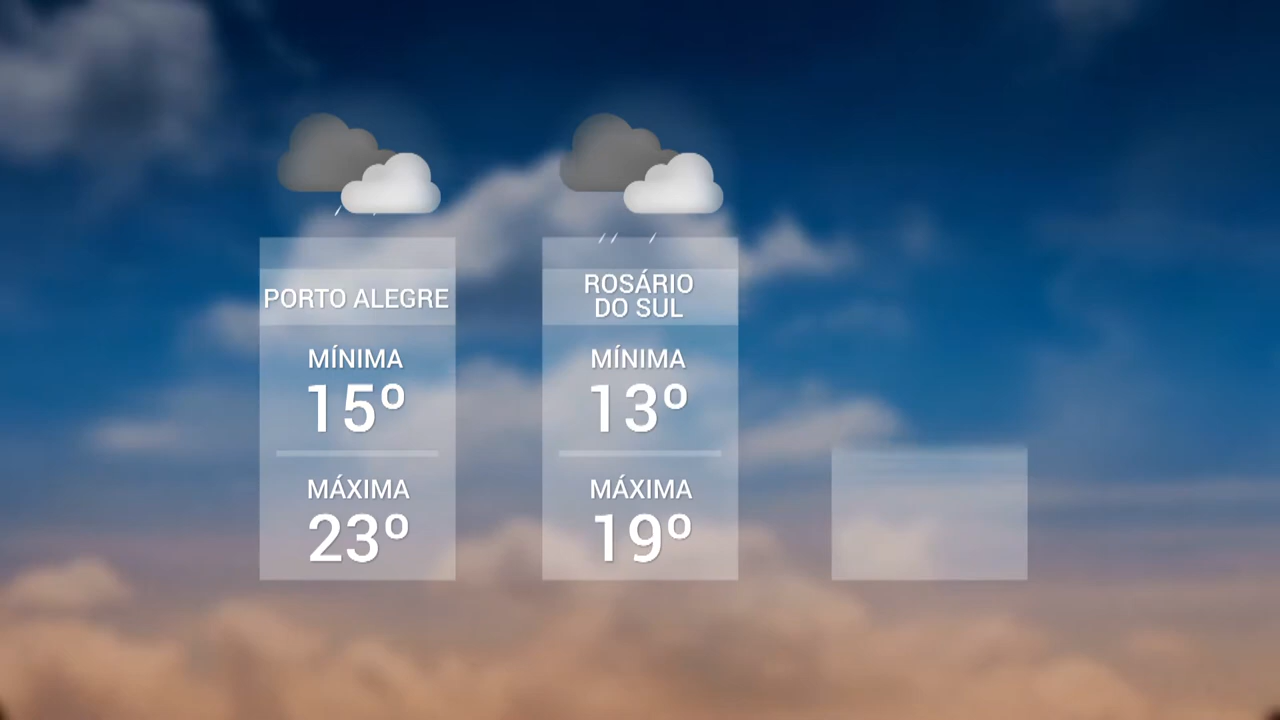 PORTO ALEGRE
MÍNIMA
15º
MÁXIMA
23º
ROSÁRIO
DO SUL
MÍNIMA
13º
MÁXIMA
19º